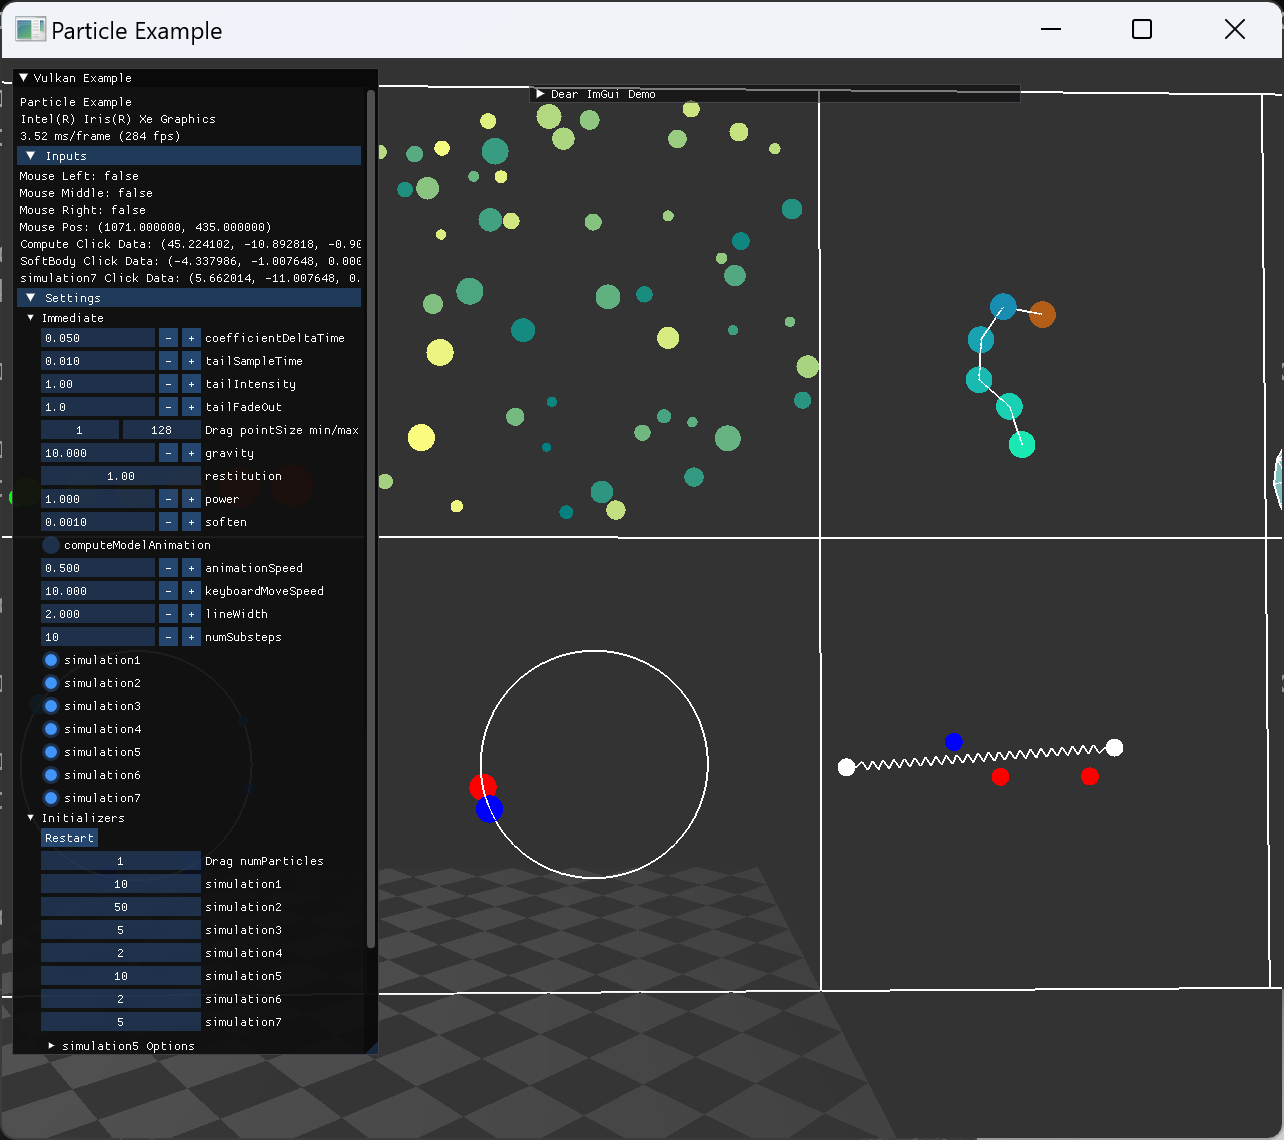 Particle Example
Vulkan Example
Dear ImGui Demo
Particle Example
Intel(R) Iris(R) Xe Graphics
3.52 ms/frame (284 fps)
Inputs
Mouse Left: false
Mouse Middle: false
Mouse Right: false
Mouse Pos: (1071.000000, 435.000000)
Compute Click Data: (45.224102, -10.892818, -0.90
SoftBody Click Data: (-4.337986, -1.007648, 0.000
simulation7 Click Data: (5.662014, -11.007648, 0.
Settings
Immediate
0.050 - + coefficientDeltaTime
0.010 - + tailSampleTime
1.00 - + tailIntensity
1.0 - + tailFadeOut
1 128 Drag pointSize min/max
10.000 - + gravity
1.00 restitution
1.000 - + power
0.0010 - + soften
computeModelAnimation
0.500 - + animationSpeed
10.000 - + keyboardMoveSpeed
2.000 - + lineWidth
10 - + numSubsteps
simulation1
simulation2
simulation3
simulation4
simulation5
simulation6
simulation7
Initializers
Restart
1 Drag numParticles
10 simulation1
50 simulation2
5 simulation3
2 simulation4
10 simulation5
2 simulation6
5 simulation7
simulation5 Options